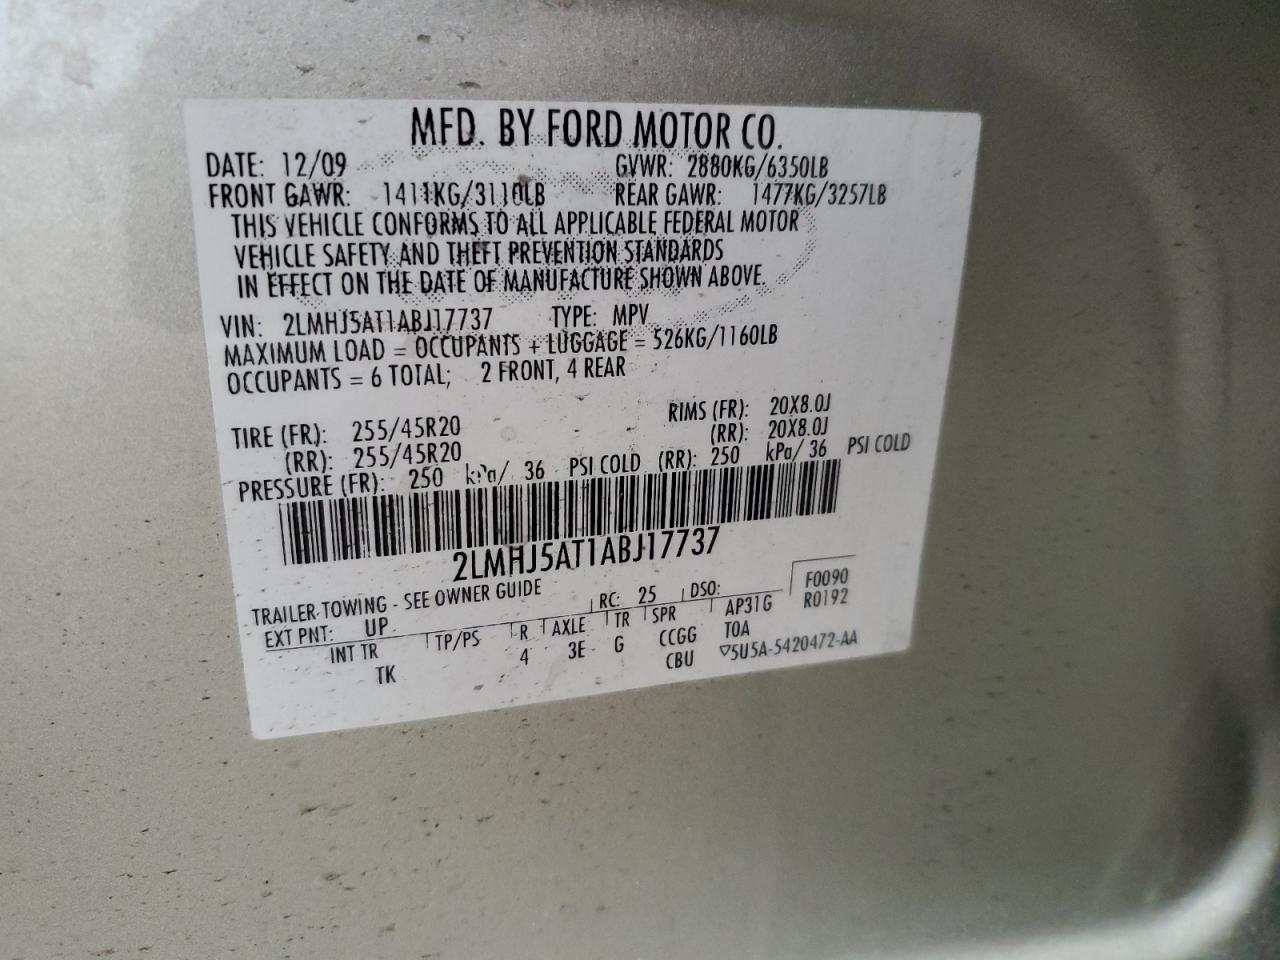 MFD. BY FORD MOTOR CO.
DATE: 12/09 GVWR: 2880KG/6350LB
FRONT GAWR: 1411KG/3110LB REAR GAWR: 1477KG/3257LB
THIS VEHICLE CONFORMS TO ALL APPLICABLE FEDERAL MOTOR
VEHICLE SAFETY AND THEFT PREVENTION STANDARDS
IN EFFECT ON THE DATE OF MANUFACTURE SHOWN ABOVE.
VIN: 2LMHJ5AT1ABJ17737 TYPE: MPV
MAXIMUM LOAD = OCCUPANTS + LUGGAGE = 526KG/1160LB
OCCUPANTS = 6 TOTAL; 2 FRONT, 4 REAR
TIRE (FR): 255/45R20 RIMS (FR): 20X8.0J
(RR): 255/45R20 (RR): 20X8.0J
PRESSURE (FR): 250 kPa/ 36 PSI COLD (RR): 250 kPa/ 36 PSI COLD
2LMHJ5AT1ABJ17737
TRAILER TOWING - SEE OWNER GUIDE
EXT PNT: UP RC: 25 DSO: F0090
R0192
INT TR TP/PS R AXLE TR SPR AP31G
TK 4 3E G CCGG T0A
CBU ▽5U5A-5420472-AA